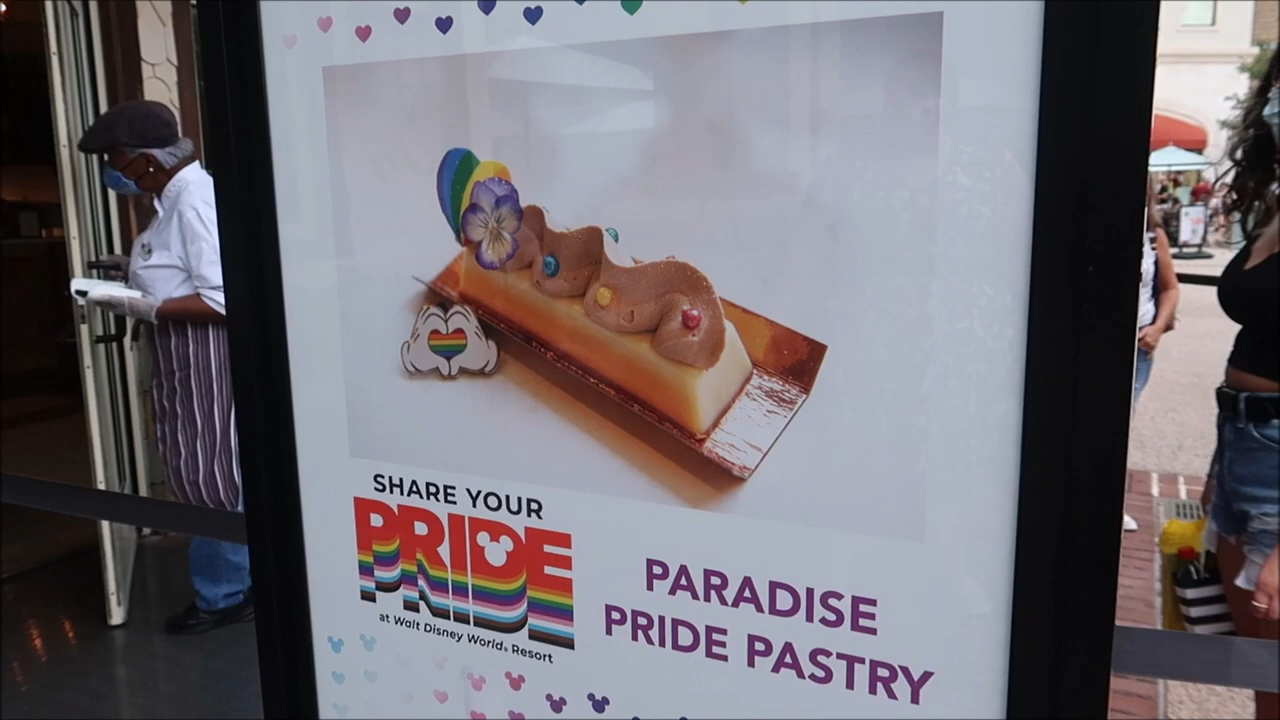 SHARE YOUR
PRIDE
at Walt Disney World® Resort
PARADISE
PRIDE PASTRY